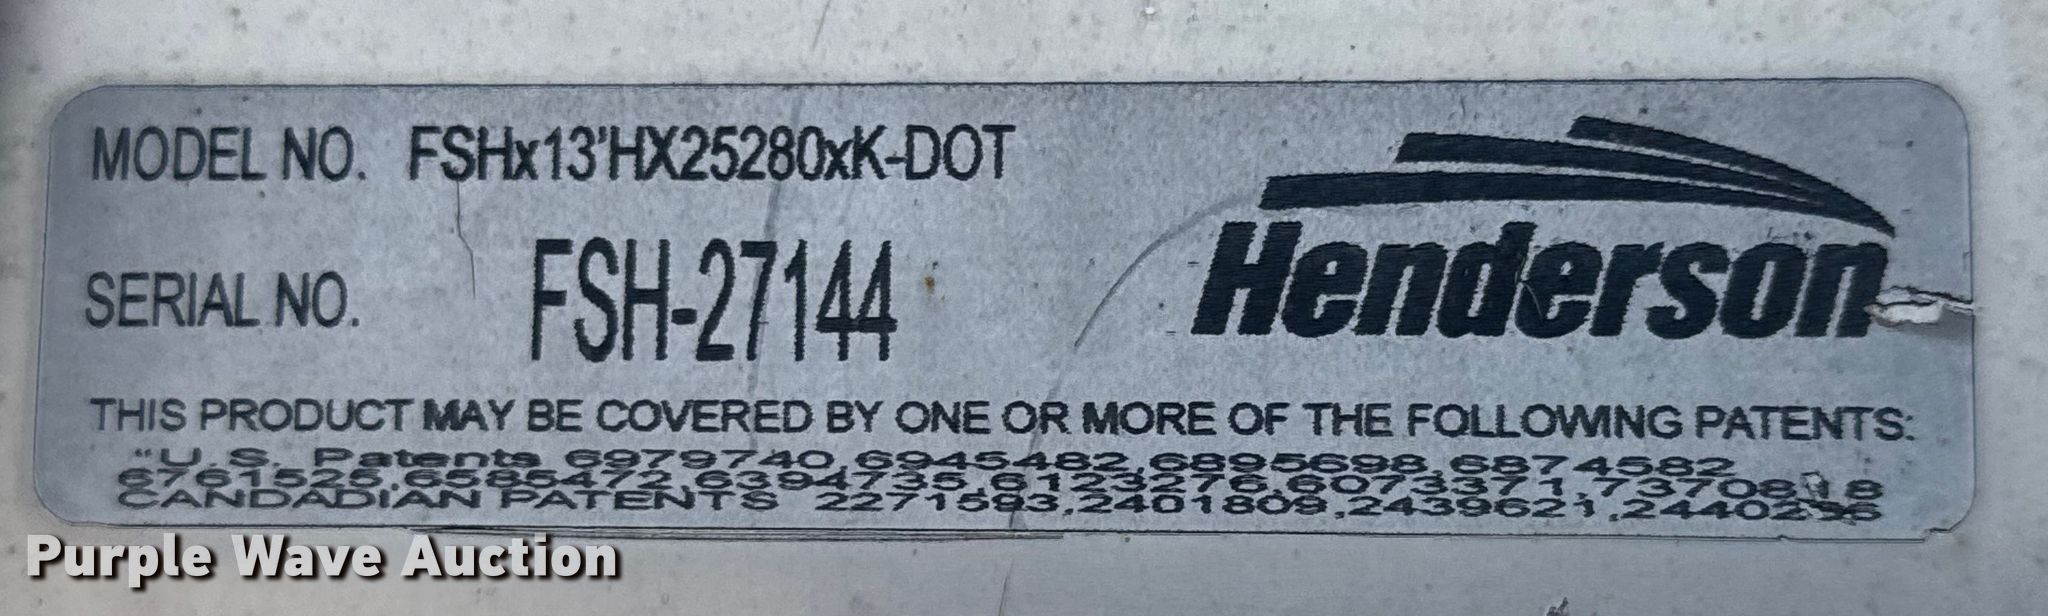 MODEL NO. FSHx13'HX25280xK-DOT
Henderson
SERIAL NO. FSH-27144
THIS PRODUCT MAY BE COVERED BY ONE OR MORE OF THE FOLLOWING PATENTS:
"U.S. Patents 6979740,6945482,6895698,6874582
6761525,6585472,6394735,6123276,6073371,7370818
CANDADIAN PATENTS 2271593,2401809,2439621,2440236
Purple Wave Auction